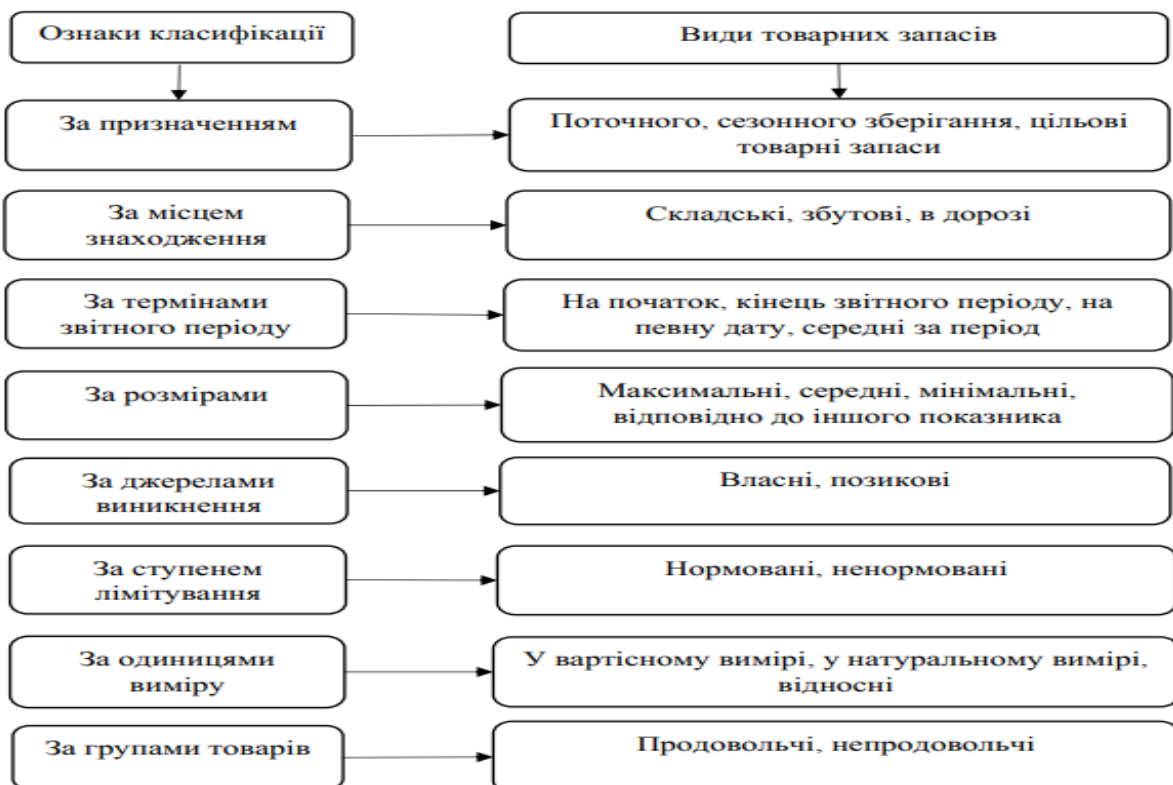 Ознаки класифікації
Види товарних запасів
За призначенням
Поточного, сезонного зберігання, цільові
товарні запаси
За місцем
знаходження
Складські, збутові, в дорозі
За термінами
звітного періоду
На початок, кінець звітного періоду, на
певну дату, середні за період
За розмірами
Максимальні, середні, мінімальні,
відповідно до іншого показника
За джерелами
виникнення
Власні, позикові
За ступенем
лімітування
Нормовані, ненормовані
За одиницями
виміру
У вартісному вимірі, у натуральному вимірі,
відносні
За групами товарів
Продовольчі, непродовольчі